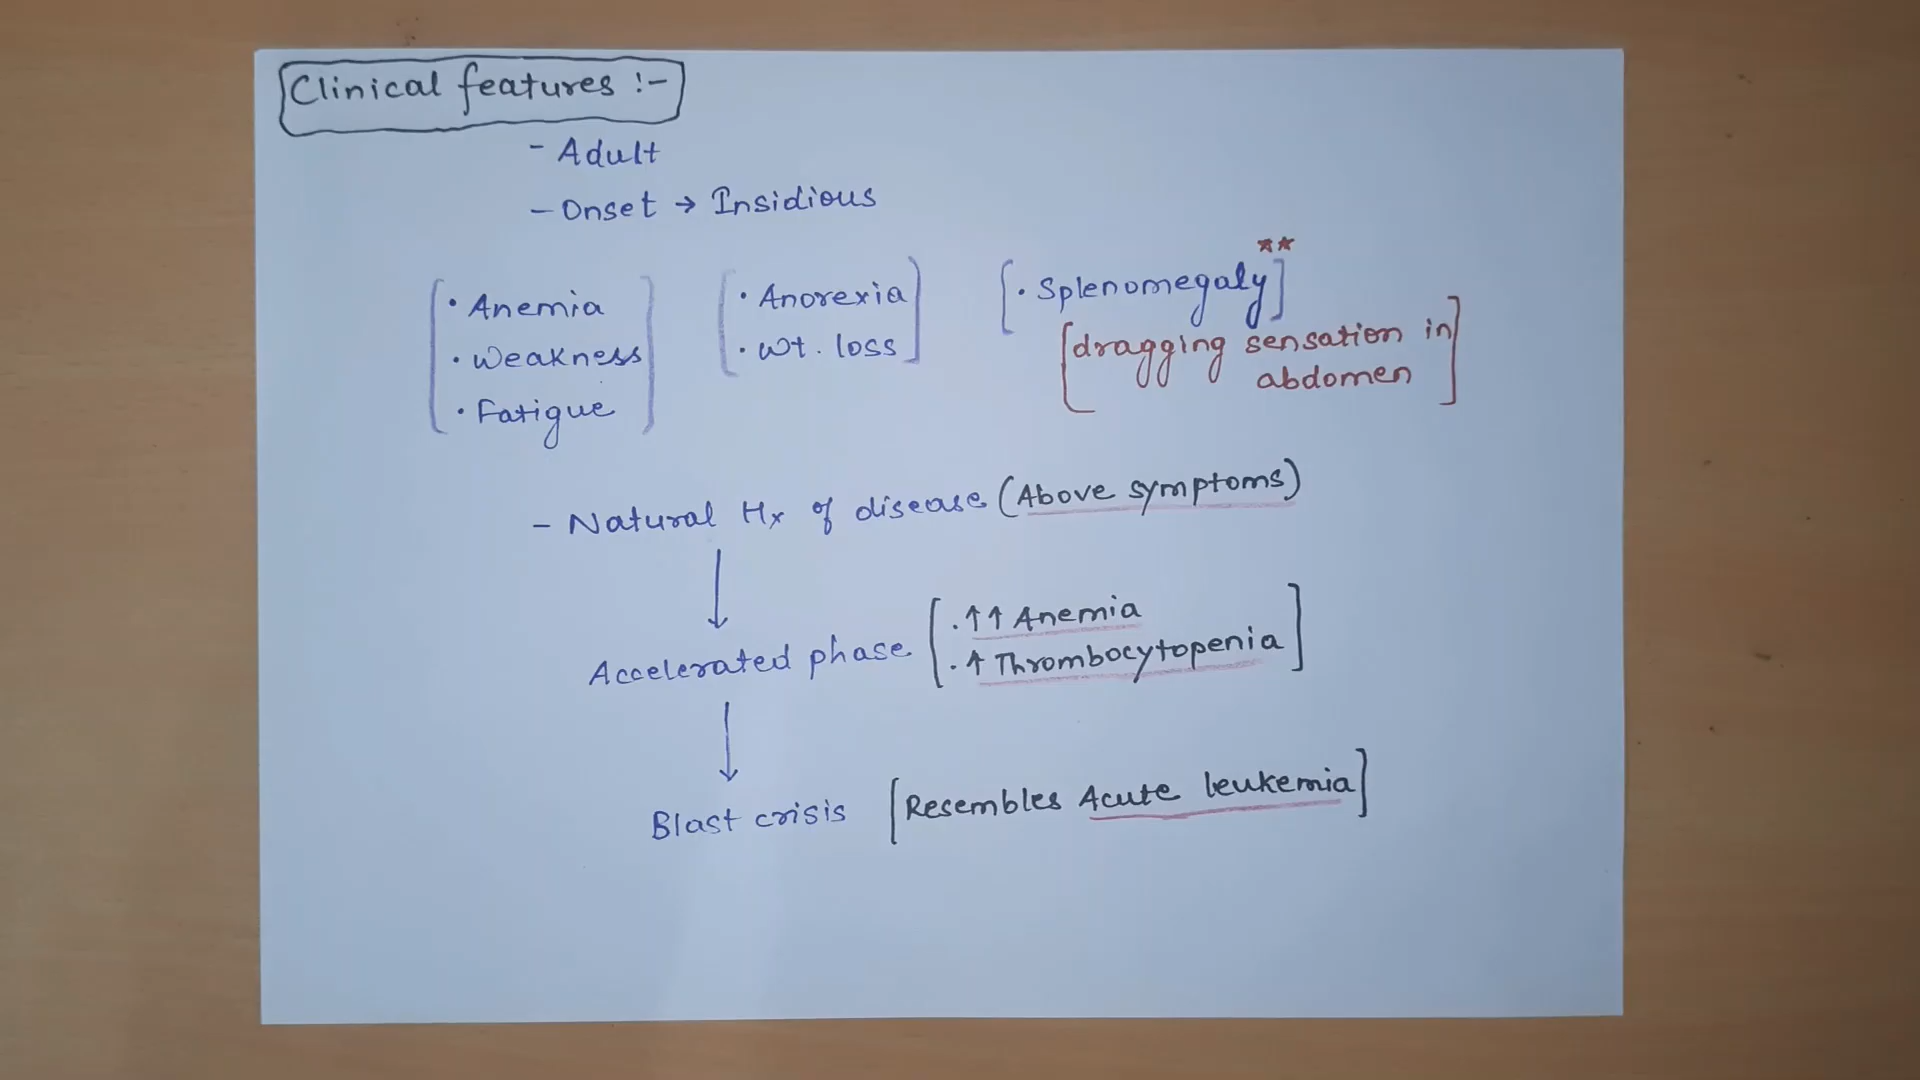 Clinical features :-
- Adult
- Onset → Insidious
• Anemia
• Weakness
• Fatigue
• Anorexia
• Wt. loss
★★
• Splenomegaly
[dragging sensation in
abdomen]
- Natural Hx of disease (Above symptoms)
↓
Accelerated phase [• ↑↑ Anemia
• ↑ Thrombocytopenia]
↓
Blast crisis [Resembles Acute leukemia]